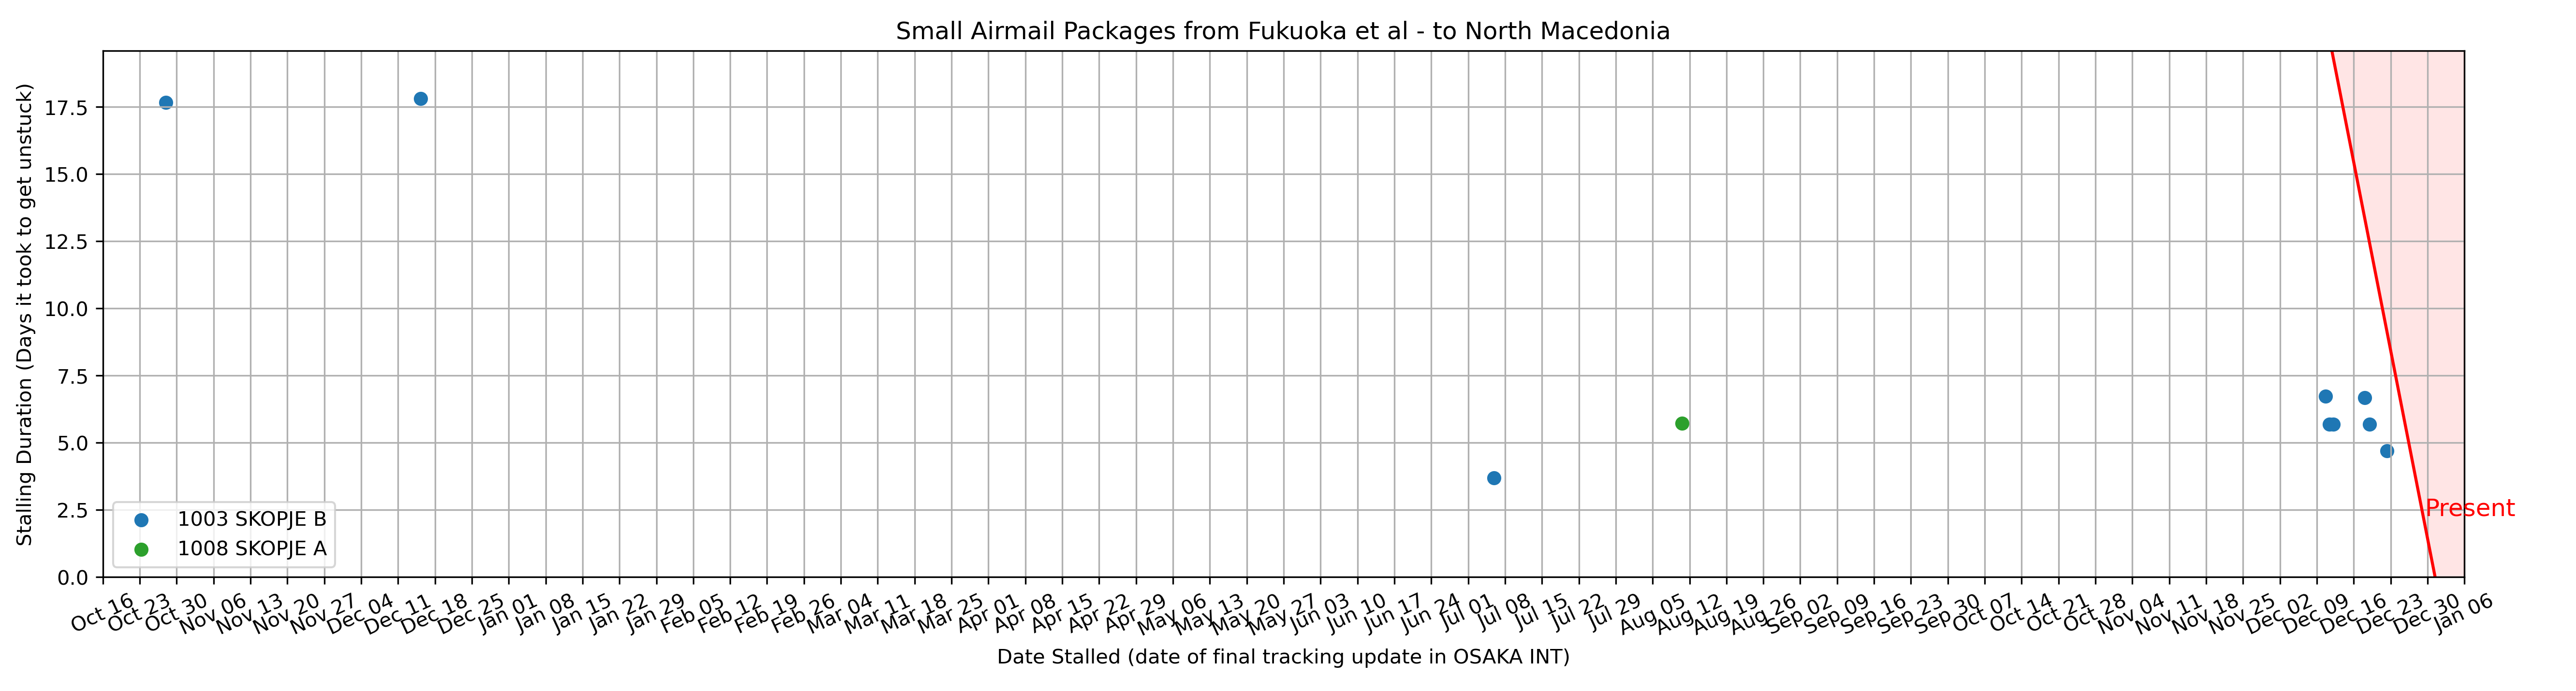 Small Airmail Packages from Fukuoka et al - to North Macedonia
Stalling Duration (Days it took to get unstuck)
17.5
15.0
12.5
10.0
7.5
5.0
2.5
0.0
1003 SKOPJE B
1008 SKOPJE A
Present
Oct 16
Oct 23
Oct 30
Nov 06
Nov 13
Nov 20
Nov 27
Dec 04
Dec 11
Dec 18
Dec 25
Jan 01
Jan 08
Jan 15
Jan 22
Jan 29
Feb 05
Feb 12
Feb 19
Feb 26
Mar 04
Mar 11
Mar 18
Mar 25
Apr 01
Apr 08
Apr 15
Apr 22
Apr 29
May 06
May 13
May 20
May 27
Jun 03
Jun 10
Jun 17
Jun 24
Jul 01
Jul 08
Jul 15
Jul 22
Jul 29
Aug 05
Aug 12
Aug 19
Aug 26
Sep 02
Sep 09
Sep 16
Sep 23
Sep 30
Oct 07
Oct 14
Oct 21
Oct 28
Nov 04
Nov 11
Nov 18
Nov 25
Dec 02
Dec 09
Dec 16
Dec 23
Dec 30
Jan 06
Date Stalled (date of final tracking update in OSAKA INT)